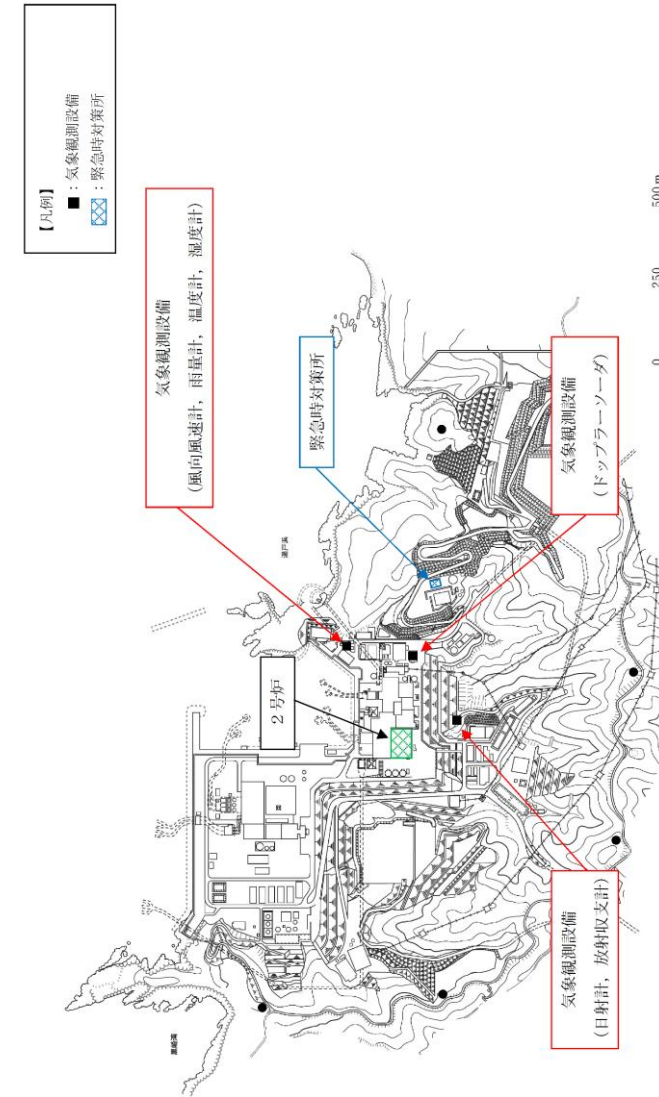 【凡例】
■：気象観測設備
：緊急時対策所
気象観測設備
（風向風速計，雨量計，温度計，湿度計）
緊急時対策所
２号炉
気象観測設備
（ドップラーソーダ）
気象観測設備
（日射計，放射収支計）
0 250 500m